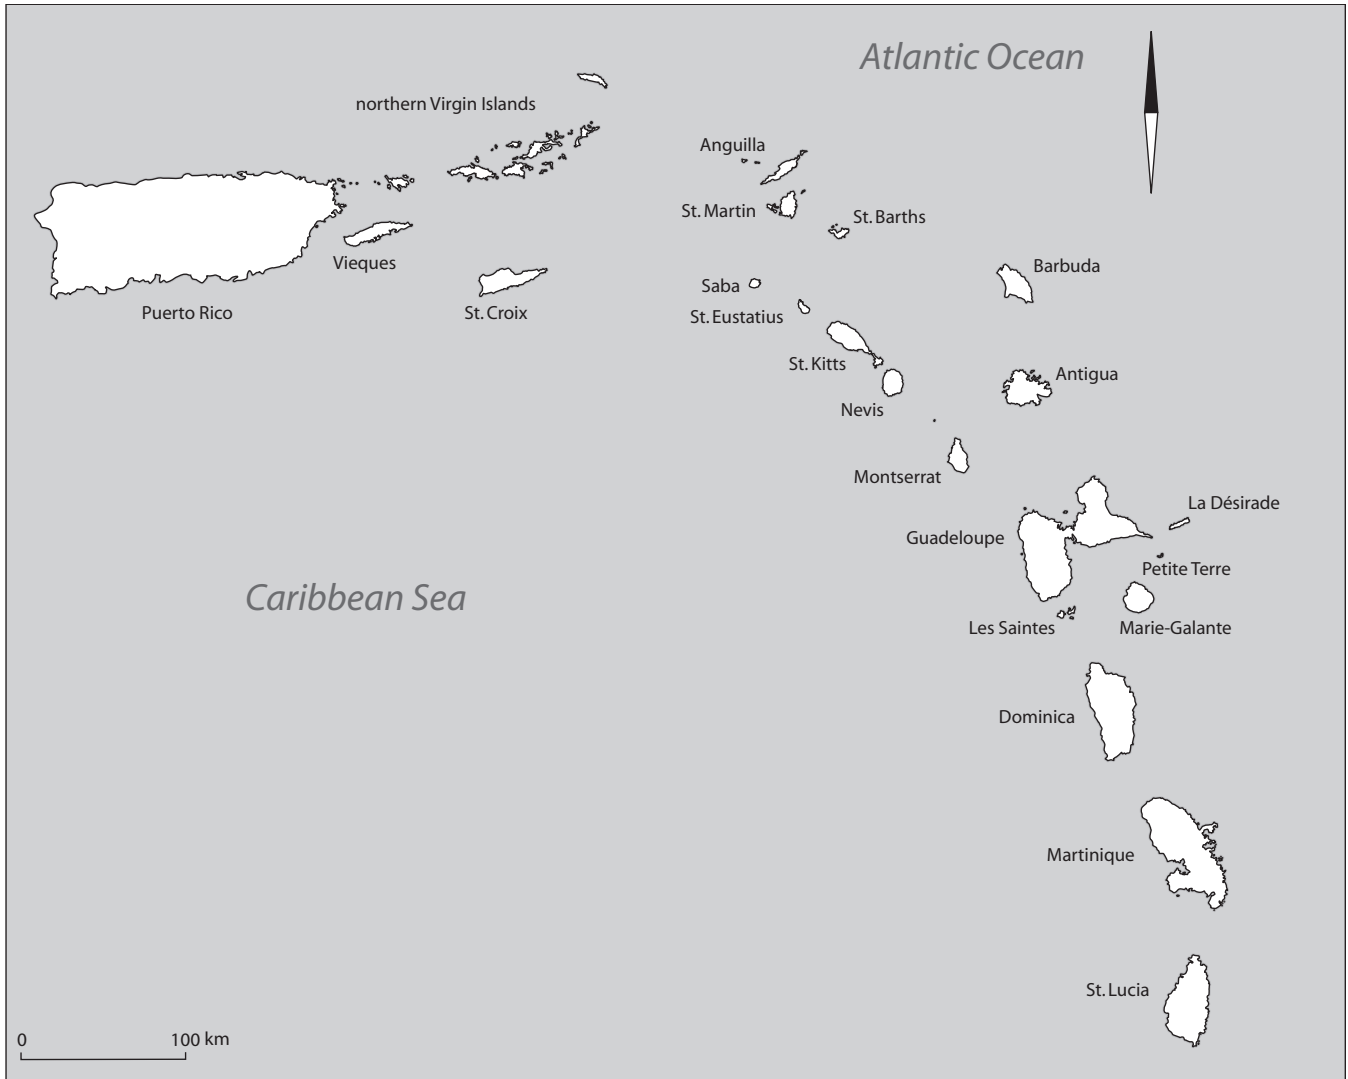 Atlantic Ocean
northern Virgin Islands
Anguilla
St. Martin
St. Barths
Vieques
Barbuda
Saba
Puerto Rico
St. Croix
St. Eustatius
St. Kitts
Antigua
Nevis
Montserrat
La Désirade
Guadeloupe
Petite Terre
Caribbean Sea
Les Saintes
Marie-Galante
Dominica
Martinique
St. Lucia
0
100 km